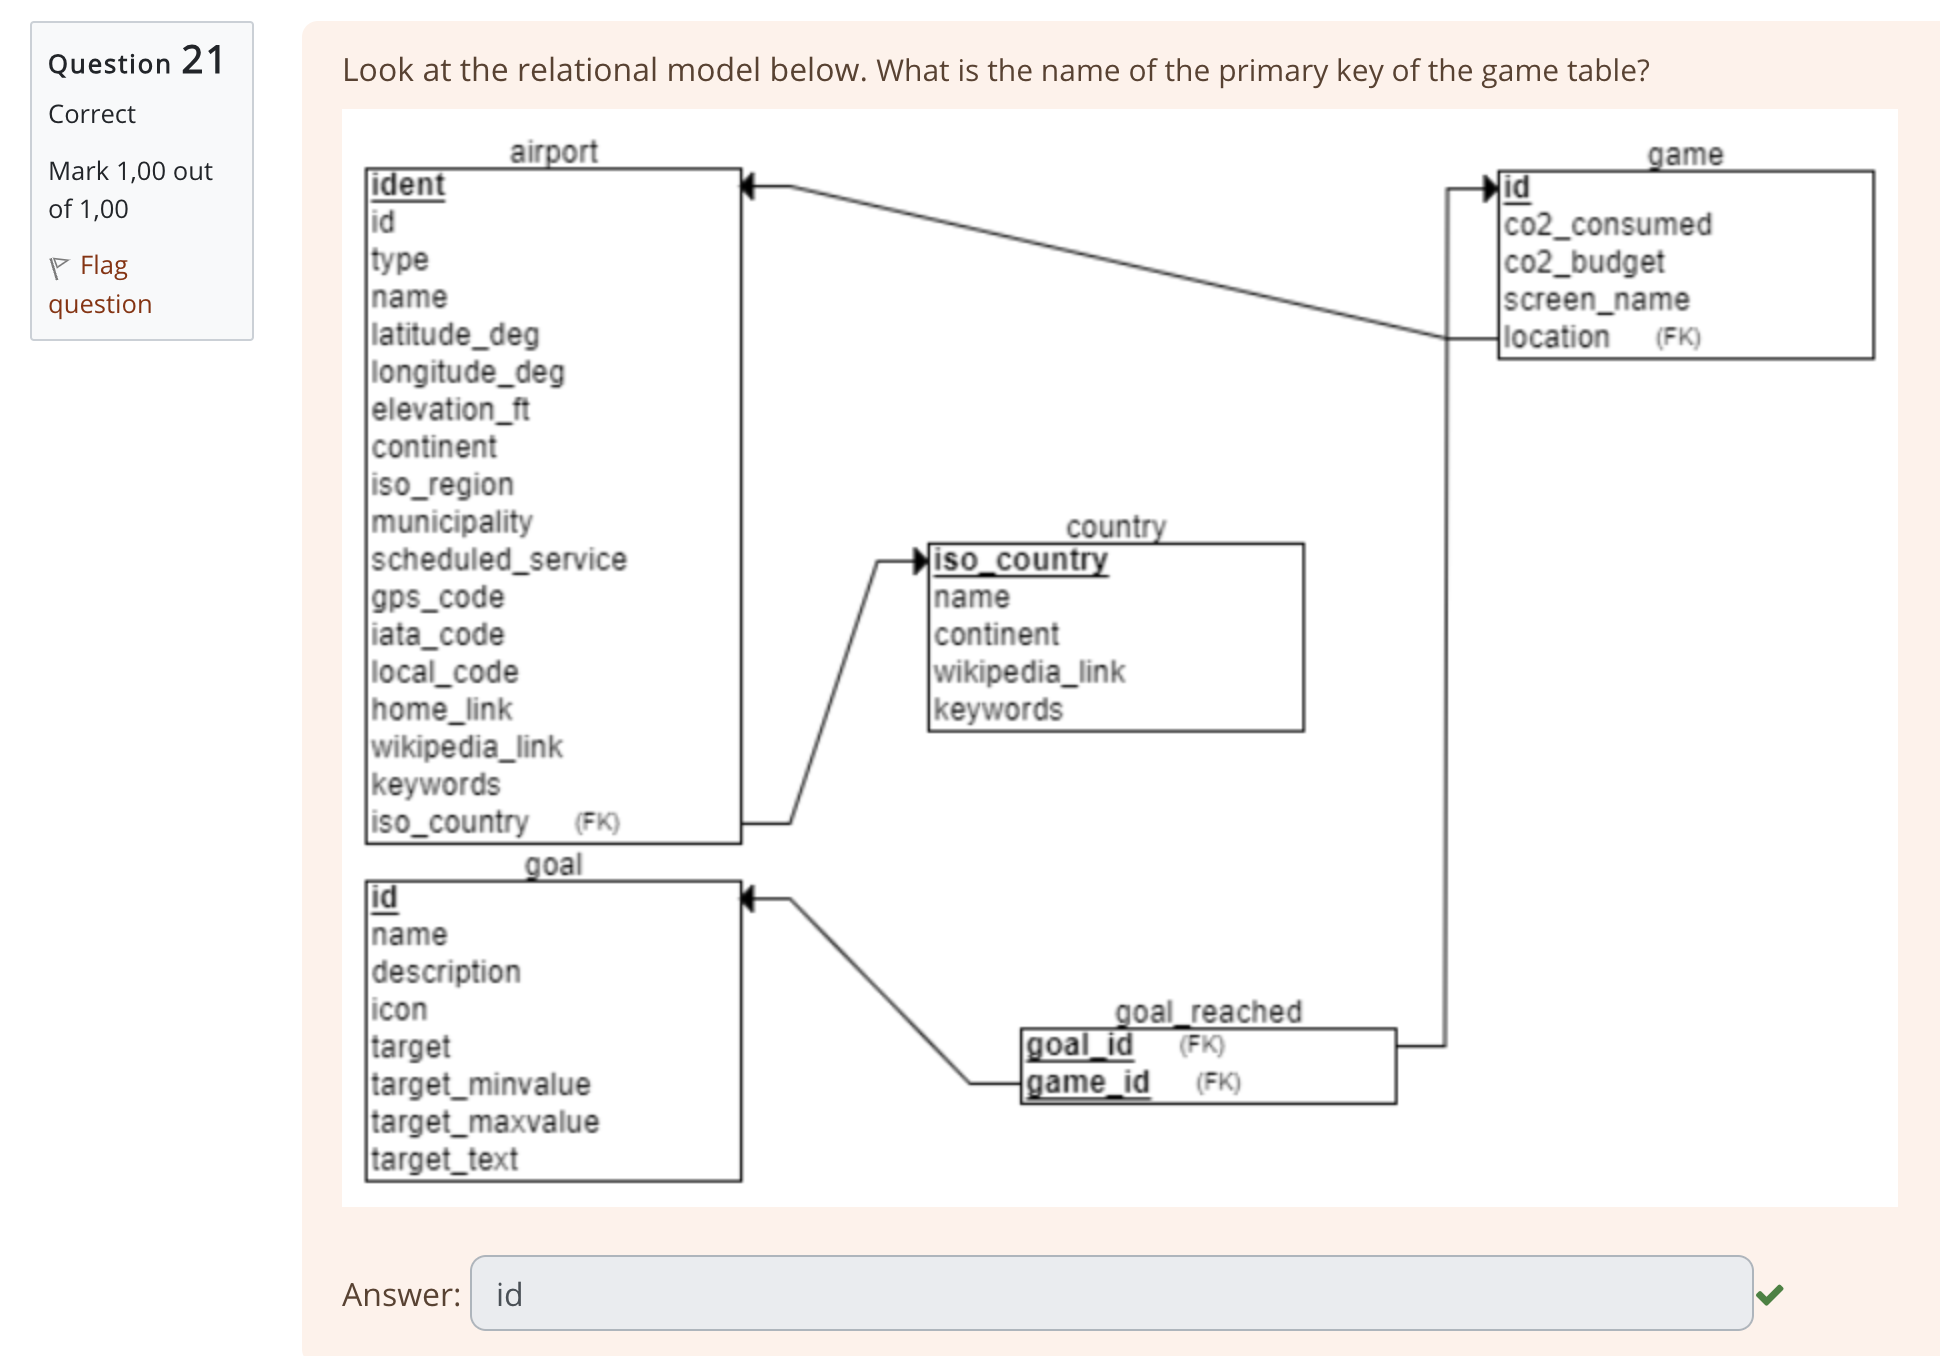 Question 21
Correct
Mark 1,00 out
of 1,00
Flag
question
Look at the relational model below. What is the name of the primary key of the game table?
airport
ident
id
type
name
latitude_deg
longitude_deg
elevation_ft
continent
iso_region
municipality
scheduled_service
gps_code
iata_code
local_code
home_link
wikipedia_link
keywords
iso_country (FK)
game
id
co2_consumed
co2_budget
screen_name
location (FK)
country
iso_country
name
continent
wikipedia_link
keywords
goal
id
name
description
icon
target
target_minvalue
target_maxvalue
target_text
goal_reached
goal_id (FK)
game_id (FK)
Answer: id